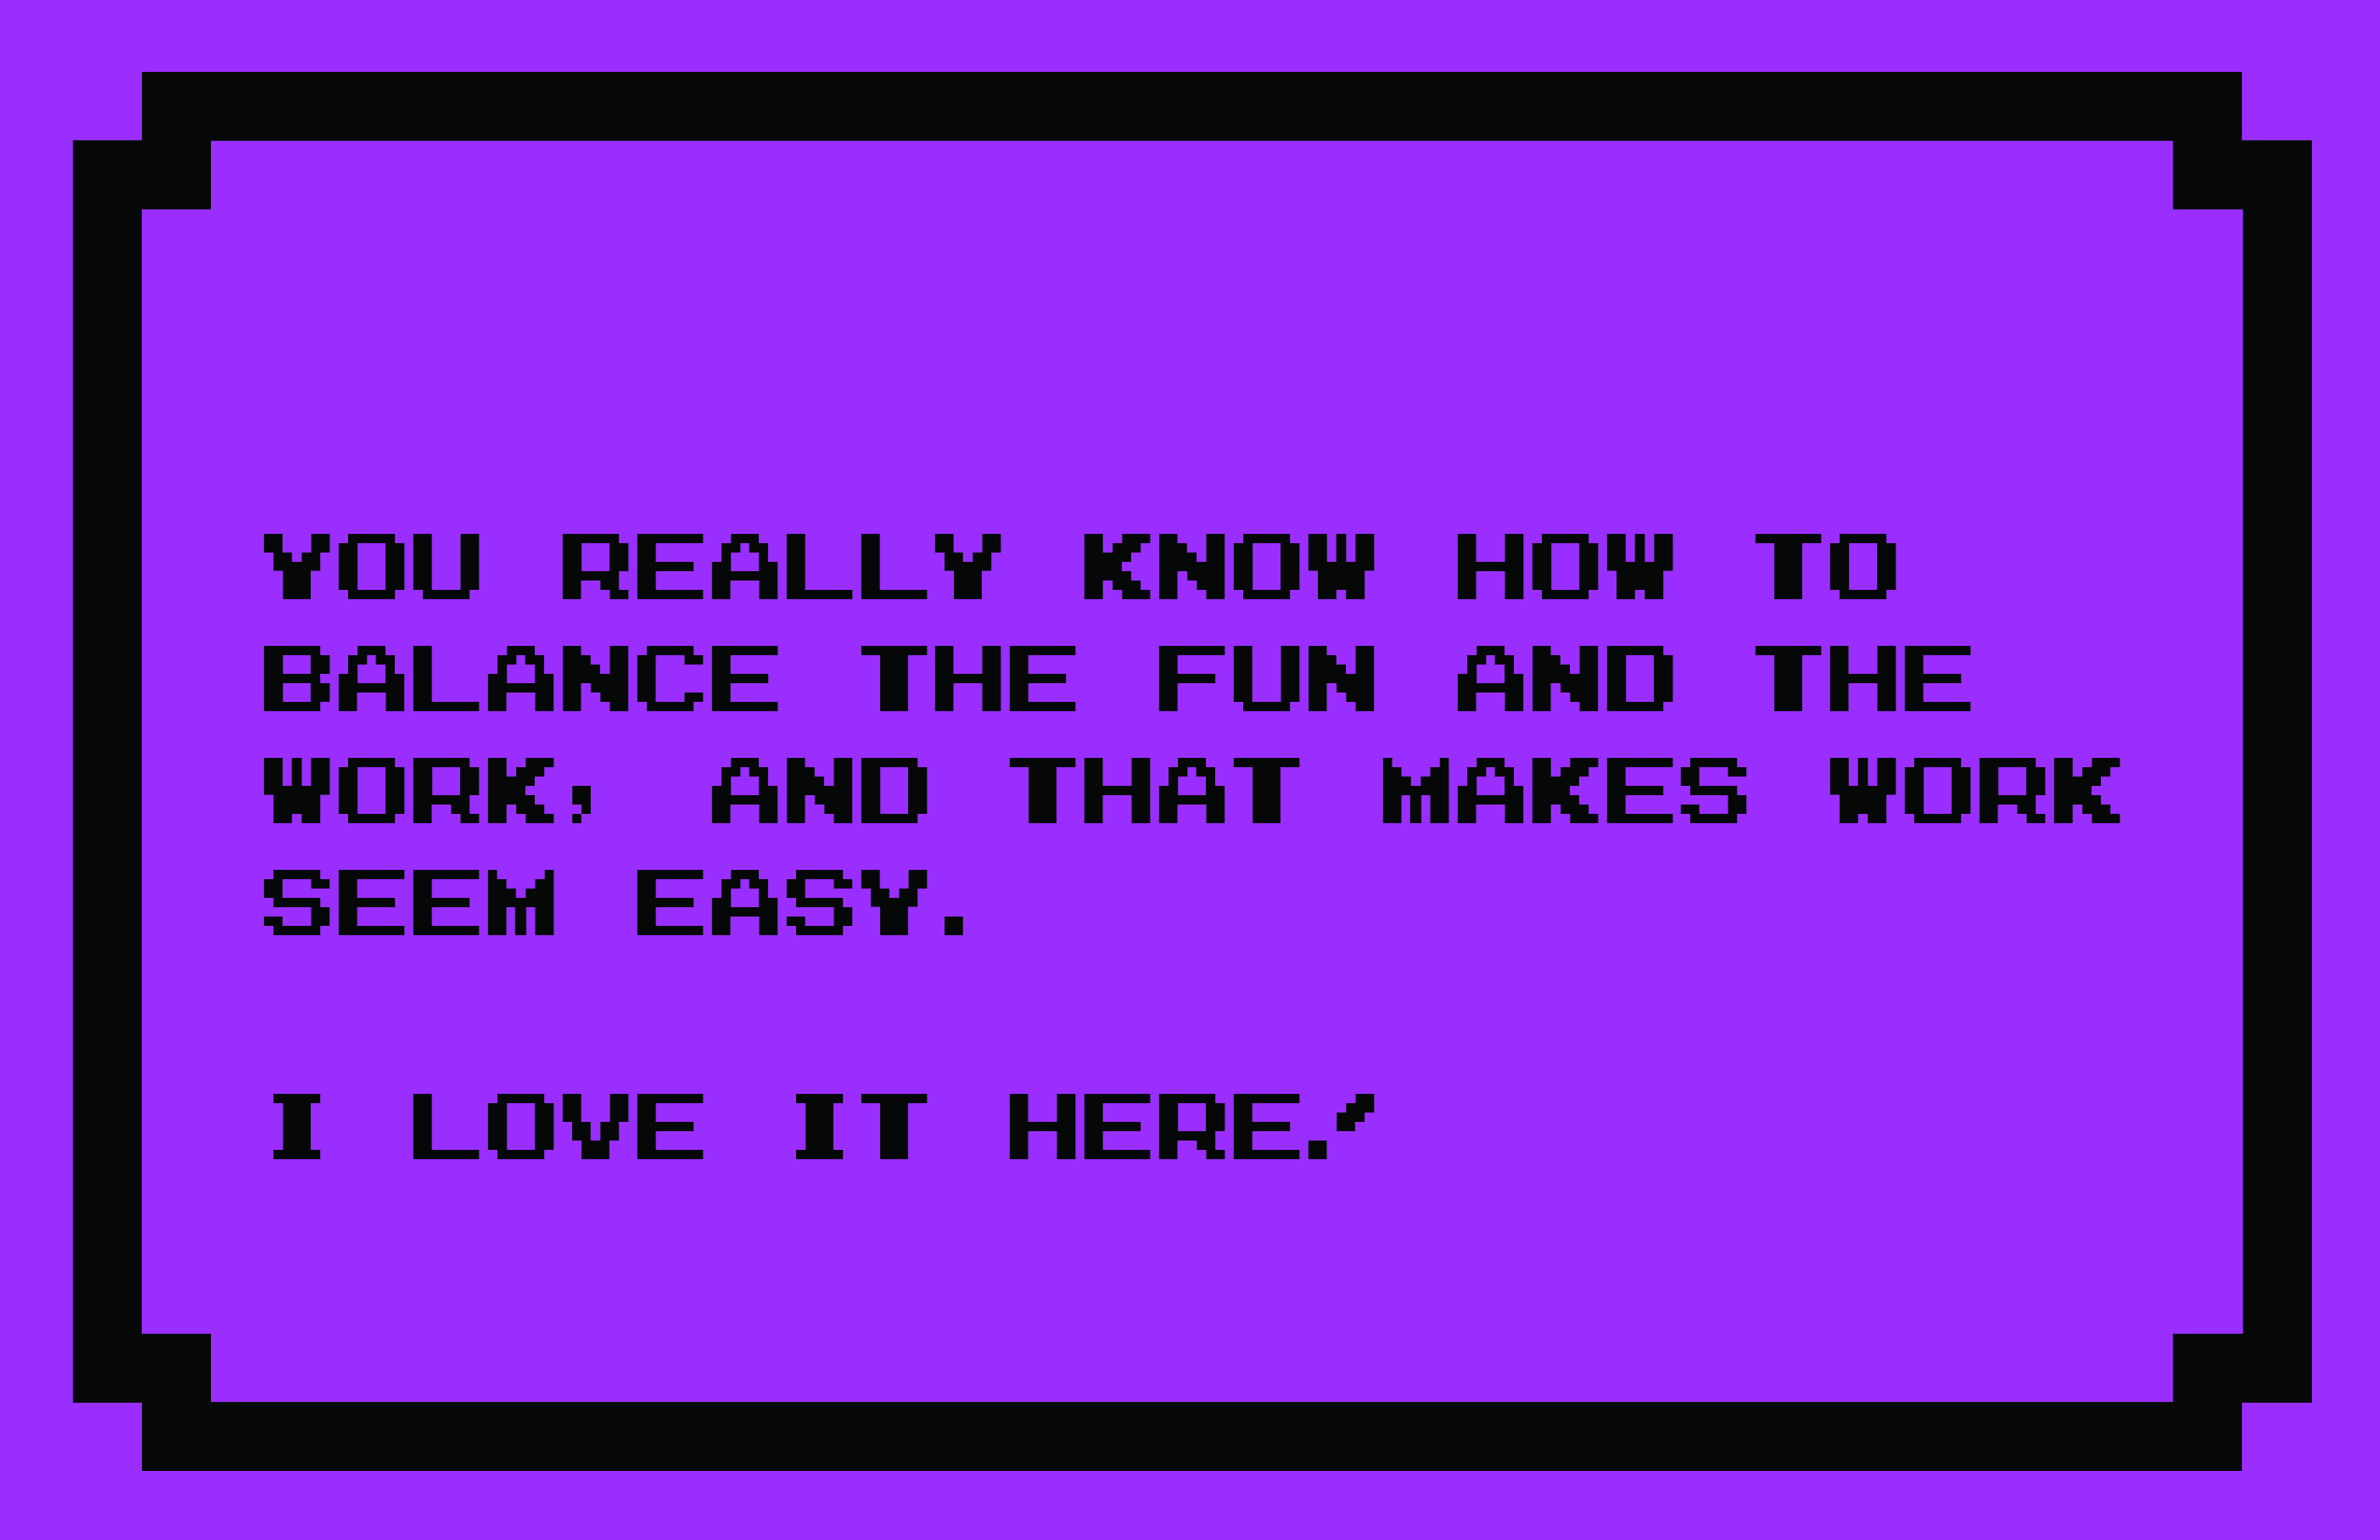 YOU REALLY KNOW HOW TO
BALANCE THE FUN AND THE
WORK, AND THAT MAKES WORK
SEEM EASY.
I LOVE IT HERE!